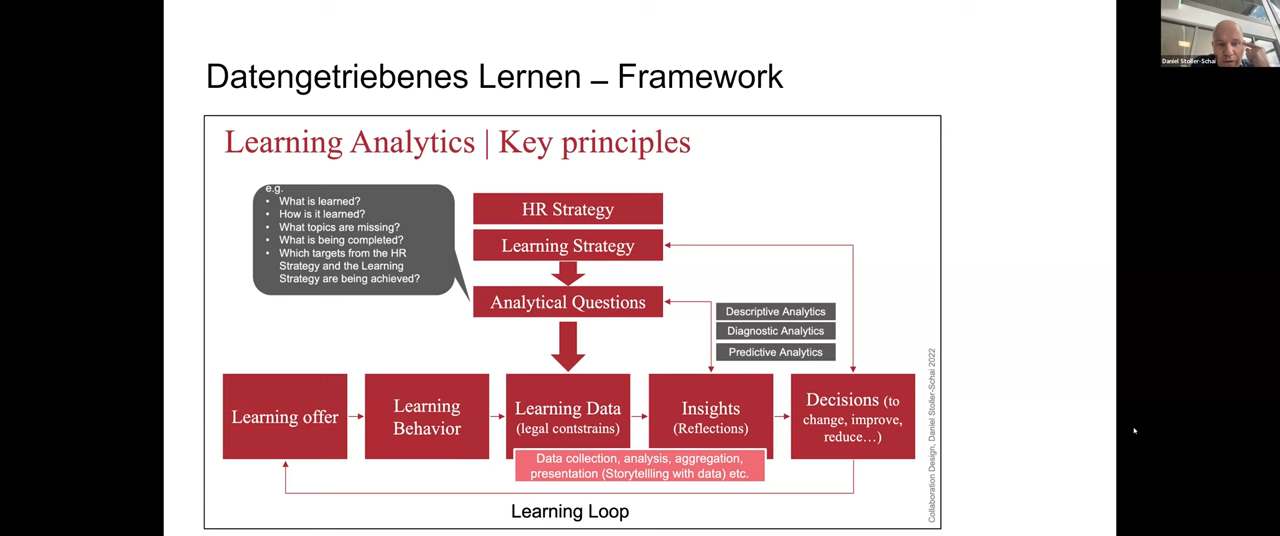 Datengetriebenes Lernen – Framework
Daniel Stoller-Schai
Learning Analytics | Key principles
e.g.
• What is learned?
• How is it learned?
• What topics are missing?
• What is being completed?
• Which targets from the HR
Strategy and the Learning
Strategy are being achieved?
HR Strategy
Learning Strategy
Analytical Questions
Descriptive Analytics
Diagnostic Analytics
Predictive Analytics
Learning offer
Learning
Behavior
Learning Data
(legal contstrains)
Insights
(Reflections)
Decisions (to
change, improve,
reduce…)
Data collection, analysis, aggregation,
presentation (Storytellling with data) etc.
Learning Loop
Collaboration Design, Daniel Stoller-Schai 2022